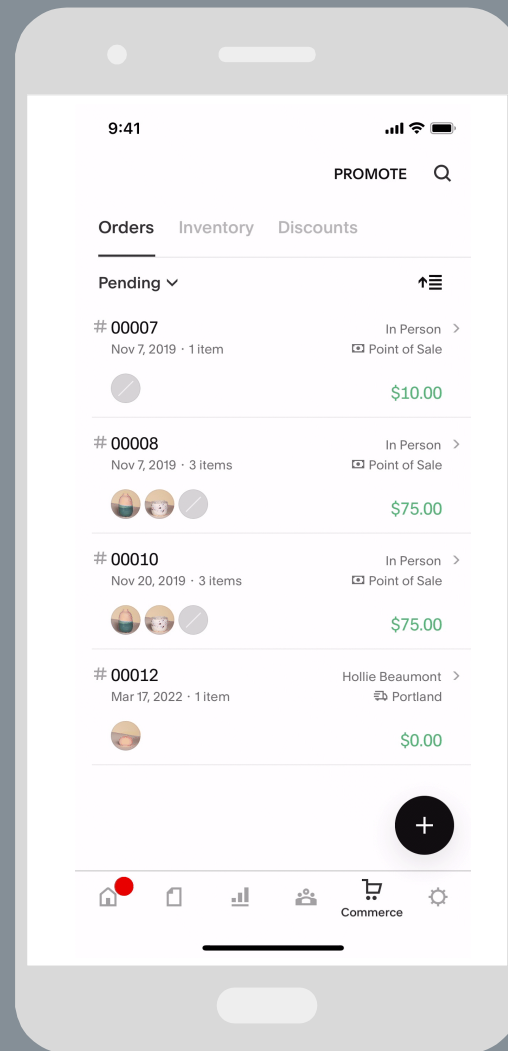 9:41
PROMOTE
Orders Inventory Discounts
Pending
# 00007 In Person
Nov 7, 2019 · 1 item Point of Sale
$10.00
# 00008 In Person
Nov 7, 2019 · 3 items Point of Sale
$75.00
# 00010 In Person
Nov 20, 2019 · 3 items Point of Sale
$75.00
# 00012 Hollie Beaumont
Mar 17, 2022 · 1 item Portland
$0.00
+
Commerce